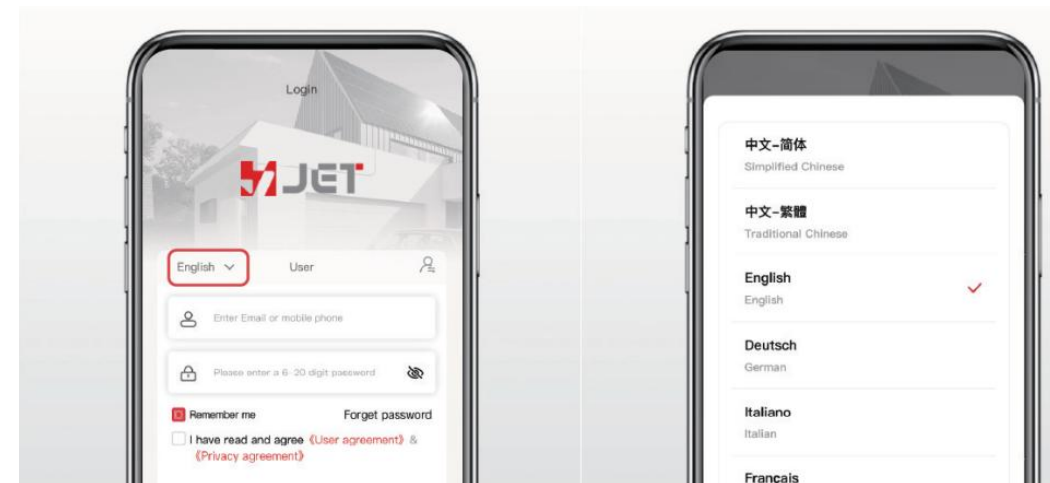 Login
JET
English
User
Enter Email or mobile phone
Please enter a 6-20 digit password
Remember me
Forget password
I have read and agree《User agreement》 &
《Privacy agreement》
中文-简体
Simplified Chinese
中文-繁體
Traditional Chinese
English
English
Deutsch
German
Italiano
Italian
Français